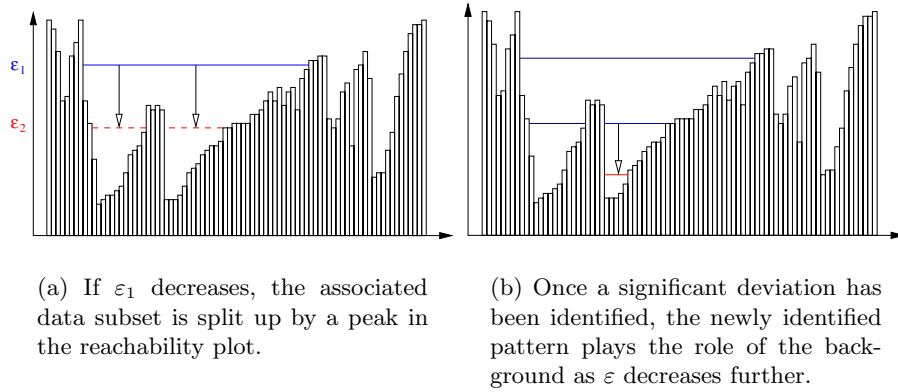 ε1
ε2
(a) If ε1 decreases, the associated
data subset is split up by a peak in
the reachability plot.
(b) Once a significant deviation has
been identified, the newly identified
pattern plays the role of the back-
ground as ε decreases further.